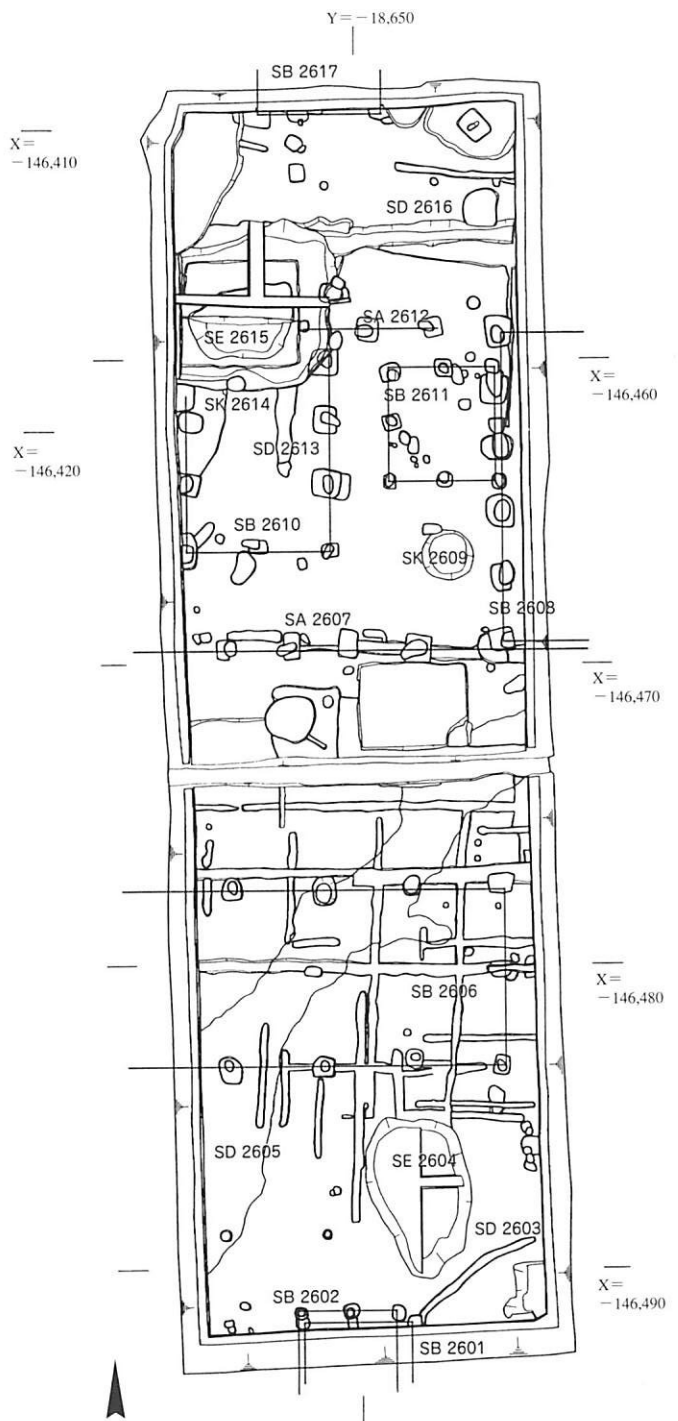 Y=-18,650
SB 2617
X=
-146,410
SD 2616
SA 2612
SE 2615
X=
-146,460
SB 2611
SK 2614
X=
-146,420
SD 2613
SB 2610
SK 2609
SA 2607
SB 2608
X=
-146,470
X=
-146,480
SB 2606
SD 2605
SE 2604
SD 2603
X=
-146,490
SB 2602
SB 2601